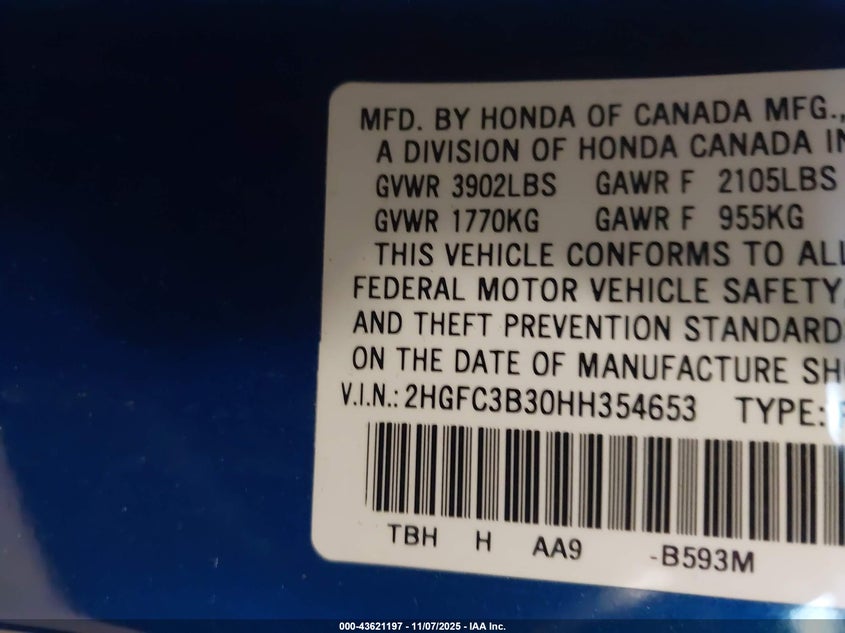 MFD. BY HONDA OF CANADA MFG.,
A DIVISION OF HONDA CANADA IN
GVWR 3902LBS GAWR F 2105LBS
GVWR 1770KG GAWR F 955KG
THIS VEHICLE CONFORMS TO ALL
FEDERAL MOTOR VEHICLE SAFETY,
AND THEFT PREVENTION STANDARD
ON THE DATE OF MANUFACTURE SH
V.I.N.: 2HGFC3B30HH354653 TYPE:
TBH H AA9 -B593M
000-43621197 - 11/07/2025 - IAA Inc.